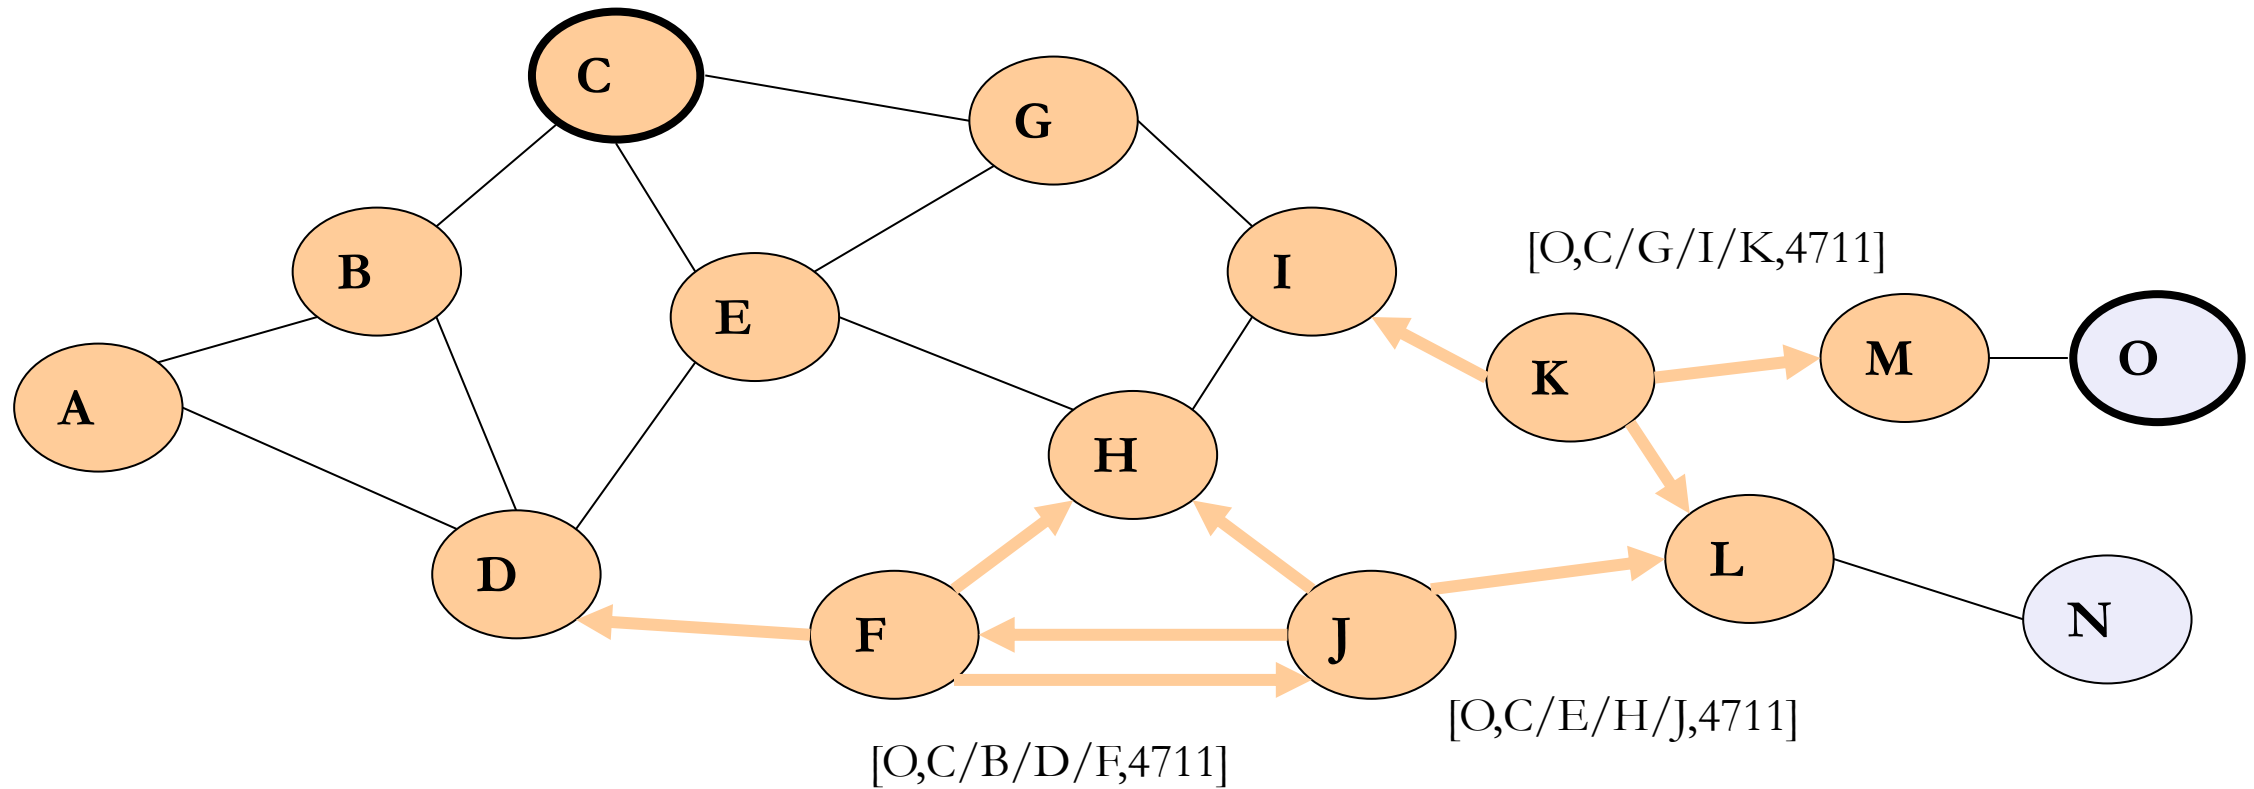 C
G
[O,C/G/I/K,4711]
B
I
E
M
O
K
A
H
L
D
N
F
J
[O,C/E/H/J,4711]
[O,C/B/D/F,4711]